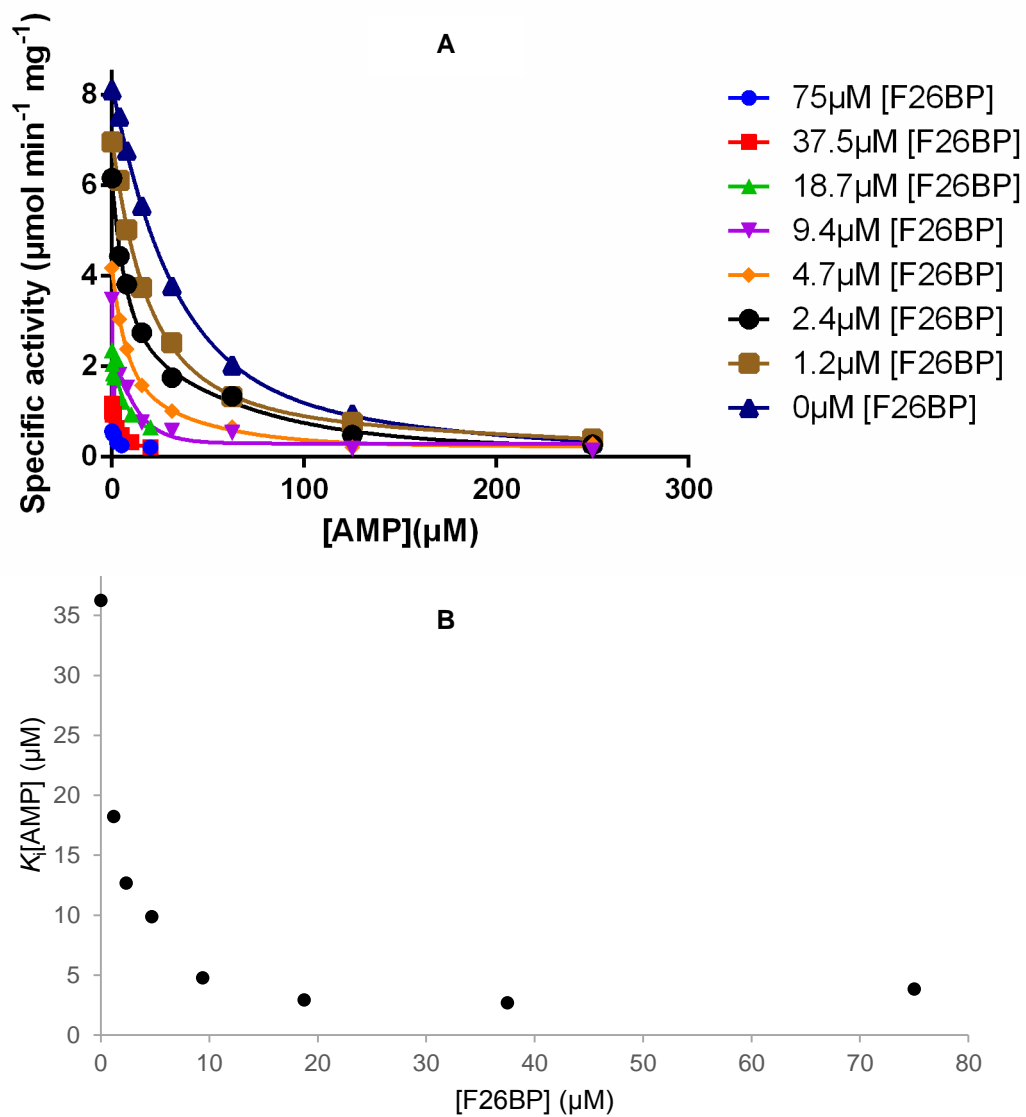 A
Specific activity (µmol min⁻¹ mg⁻¹)
8
6
4
2
0
0 100 200 300
[AMP](µM)
75µM [F26BP]
37.5µM [F26BP]
18.7µM [F26BP]
9.4µM [F26BP]
4.7µM [F26BP]
2.4µM [F26BP]
1.2µM [F26BP]
0µM [F26BP]
B
Ki[AMP] (µM)
35
30
25
20
15
10
5
0
0 10 20 30 40 50 60 70 80
[F26BP] (µM)